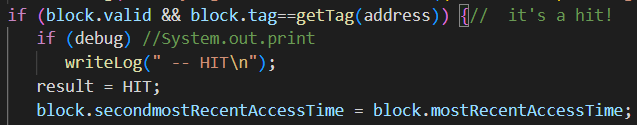 if (block.valid && block.tag==getTag(address)) {//  it's a hit!
if (debug) //System.out.print
writeLog(" -- HIT\n");
result = HIT;
block.secondmostRecentAccessTime = block.mostRecentAccessTime;